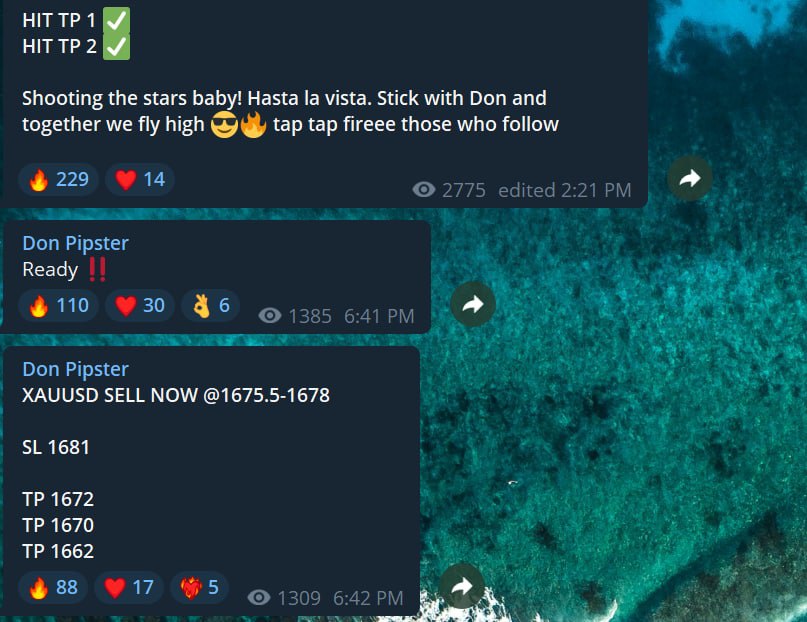 HIT TP 1 ✅
HIT TP 2 ✅
Shooting the stars baby! Hasta la vista. Stick with Don and
together we fly high 😎🔥 tap tap fireee those who follow
🔥 229 ❤️ 14 2775 edited 2:21 PM
Don Pipster
Ready ‼️
🔥 110 ❤️ 30 👌 6 1385 6:41 PM
Don Pipster
XAUUSD SELL NOW @1675.5-1678
SL 1681
TP 1672
TP 1670
TP 1662
🔥 88 ❤️ 17 ❤️‍🔥 5 1309 6:42 PM